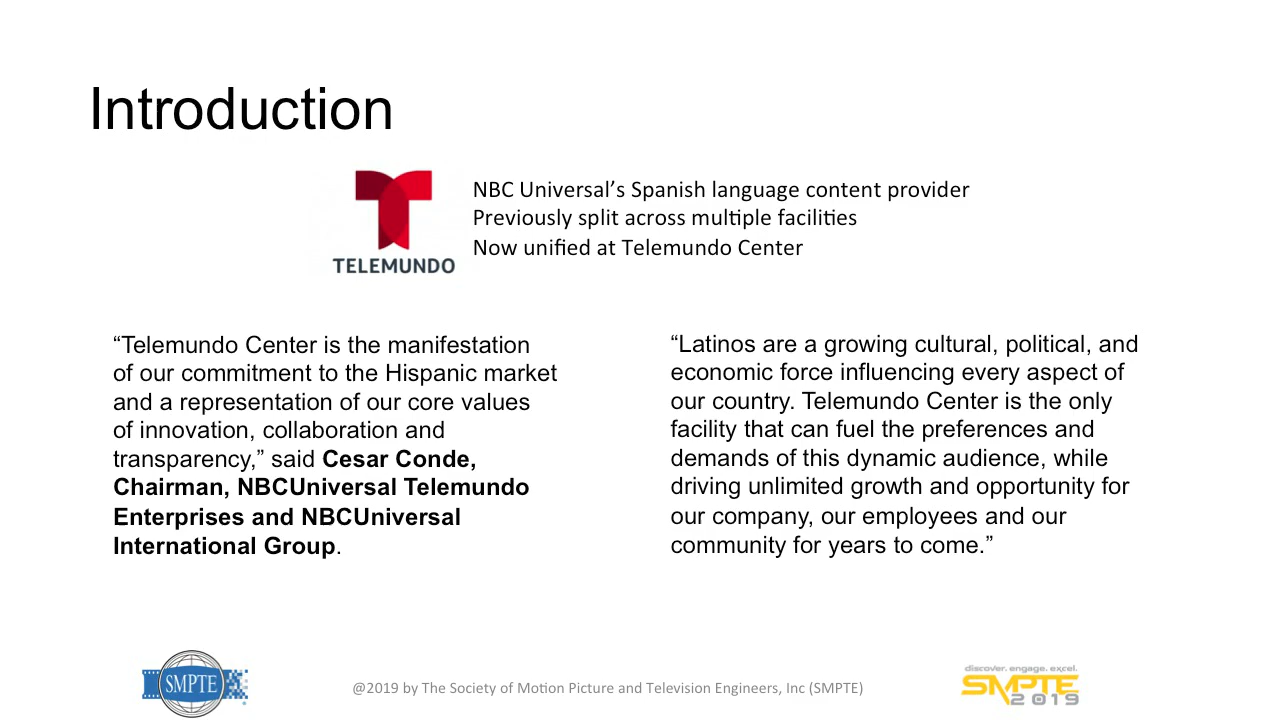 Introduction
TELEMUNDO
NBC Universal’s Spanish language content provider
Previously split across multiple facilities
Now unified at Telemundo Center
“Telemundo Center is the manifestation
of our commitment to the Hispanic market
and a representation of our core values
of innovation, collaboration and
transparency,” said Cesar Conde,
Chairman, NBCUniversal Telemundo
Enterprises and NBCUniversal
International Group.
“Latinos are a growing cultural, political, and
economic force influencing every aspect of
our country. Telemundo Center is the only
facility that can fuel the preferences and
demands of this dynamic audience, while
driving unlimited growth and opportunity for
our company, our employees and our
community for years to come.”
SMPTE
@2019 by The Society of Motion Picture and Television Engineers, Inc (SMPTE)
discover. engage. excel.
SMPTE
2019